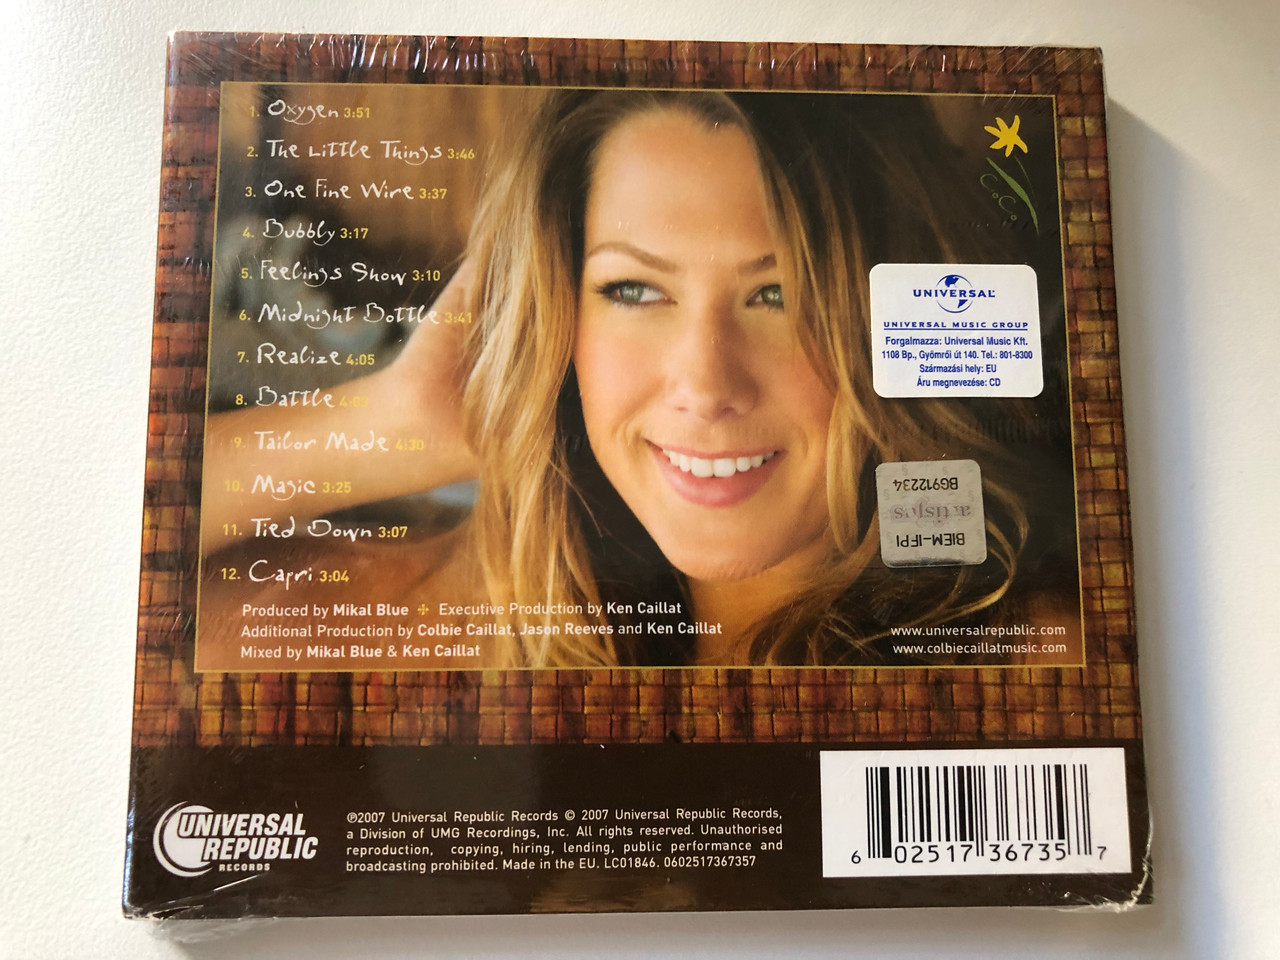 1. Oxygen 3:51
2. The Little Things 3:46
3. One Fine Wire 3:37
4. Bubbly 3:17
5. Feelings Show 3:10
6. Midnight Bottle 3:41
7. Realize 4:05
8. Battle 4:03
9. Tailor Made 4:30
10. Magic 3:25
11. Tied Down 3:07
12. Capri 3:04
Produced by Mikal Blue ✣ Executive Production by Ken Caillat
Additional Production by Colbie Caillat, Jason Reeves and Ken Caillat
Mixed by Mikal Blue & Ken Caillat
CoCo
UNIVERSAL
UNIVERSAL MUSIC GROUP
Forgalmazza: Universal Music Kft.
1108 Bp., Gyömrői út 140. Tel.: 801-8300
Származási hely: EU
Áru megnevezése: CD
BIEM-IFPI
artisjus
BG912234
www.universalrepublic.com
www.colbiecaillatmusic.com
UNIVERSAL
REPUBLIC
RECORDS
℗2007 Universal Republic Records © 2007 Universal Republic Records,
a Division of UMG Recordings, Inc. All rights reserved. Unauthorised
reproduction, copying, hiring, lending, public performance and
broadcasting prohibited. Made in the EU. LC01846. 0602517367357
6 02517 36735 7